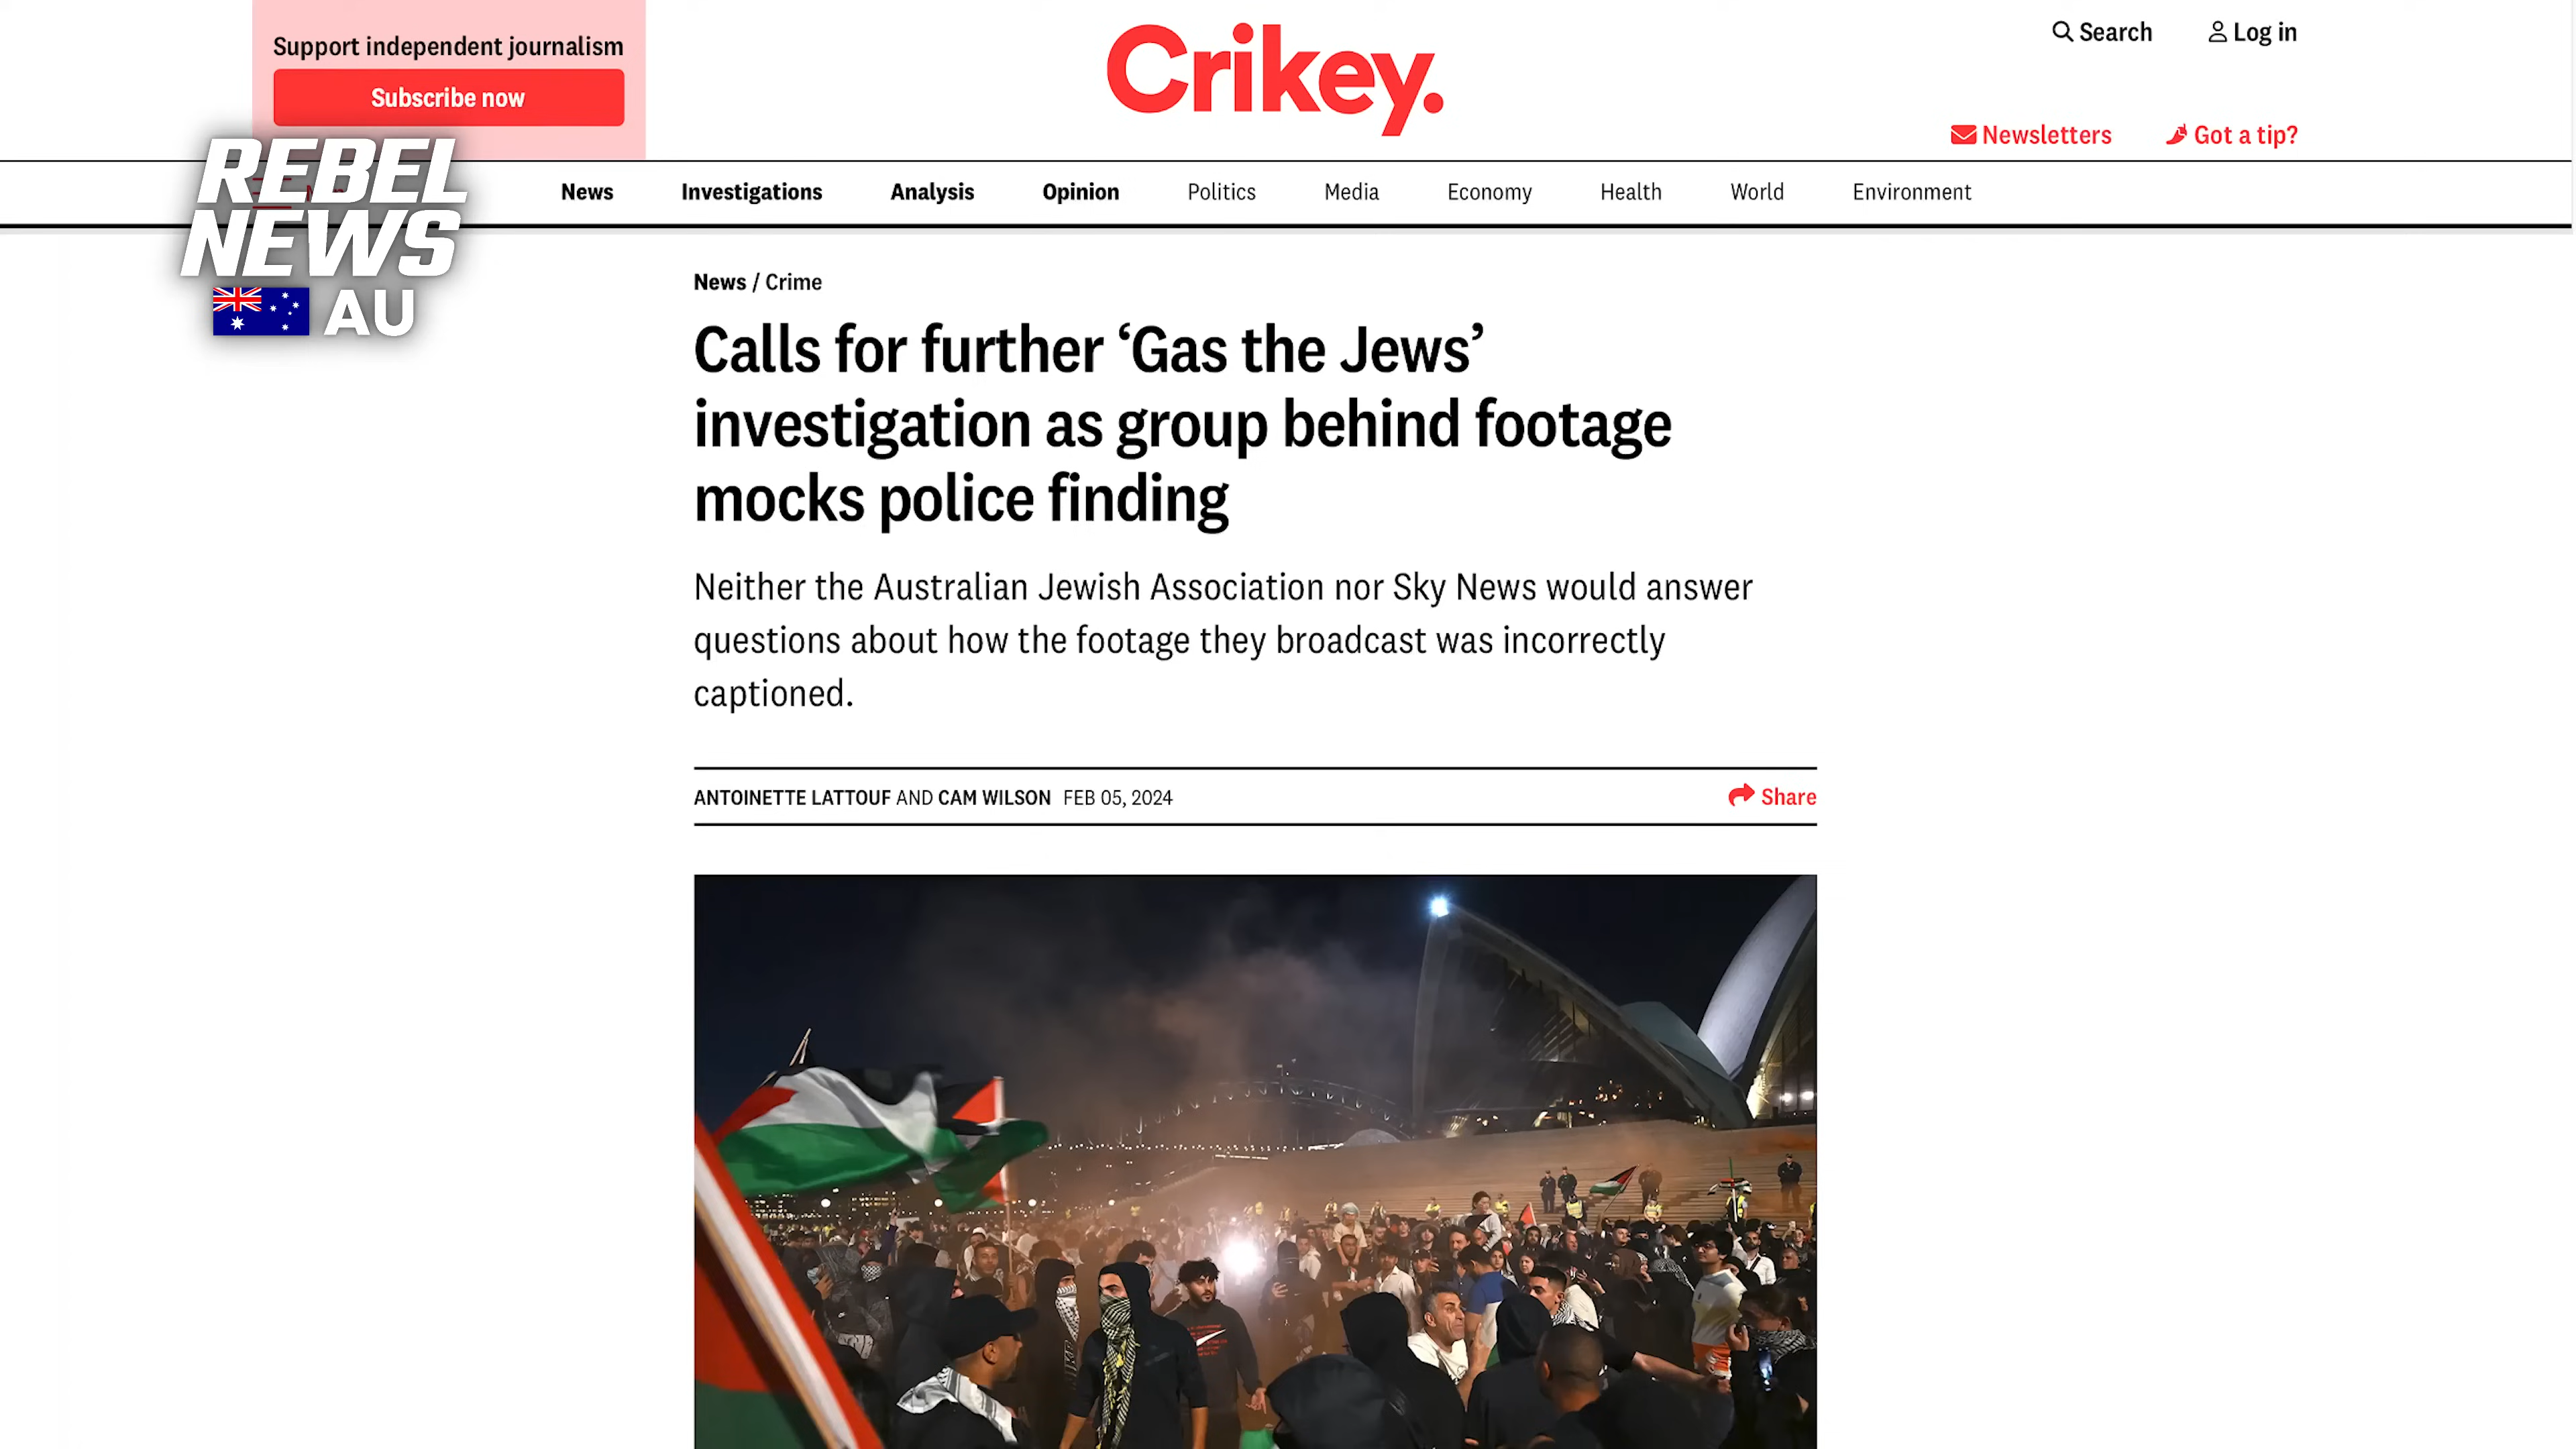 Support independent journalism
Subscribe now
Crikey.
Search
Log in
Newsletters
Got a tip?
REBEL
NEWS
AU
News
Investigations
Analysis
Opinion
Politics
Media
Economy
Health
World
Environment
News / Crime
Calls for further ‘Gas the Jews’
investigation as group behind footage
mocks police finding
Neither the Australian Jewish Association nor Sky News would answer
questions about how the footage they broadcast was incorrectly
captioned.
ANTOINETTE LATTOUF AND CAM WILSON FEB 05, 2024
Share